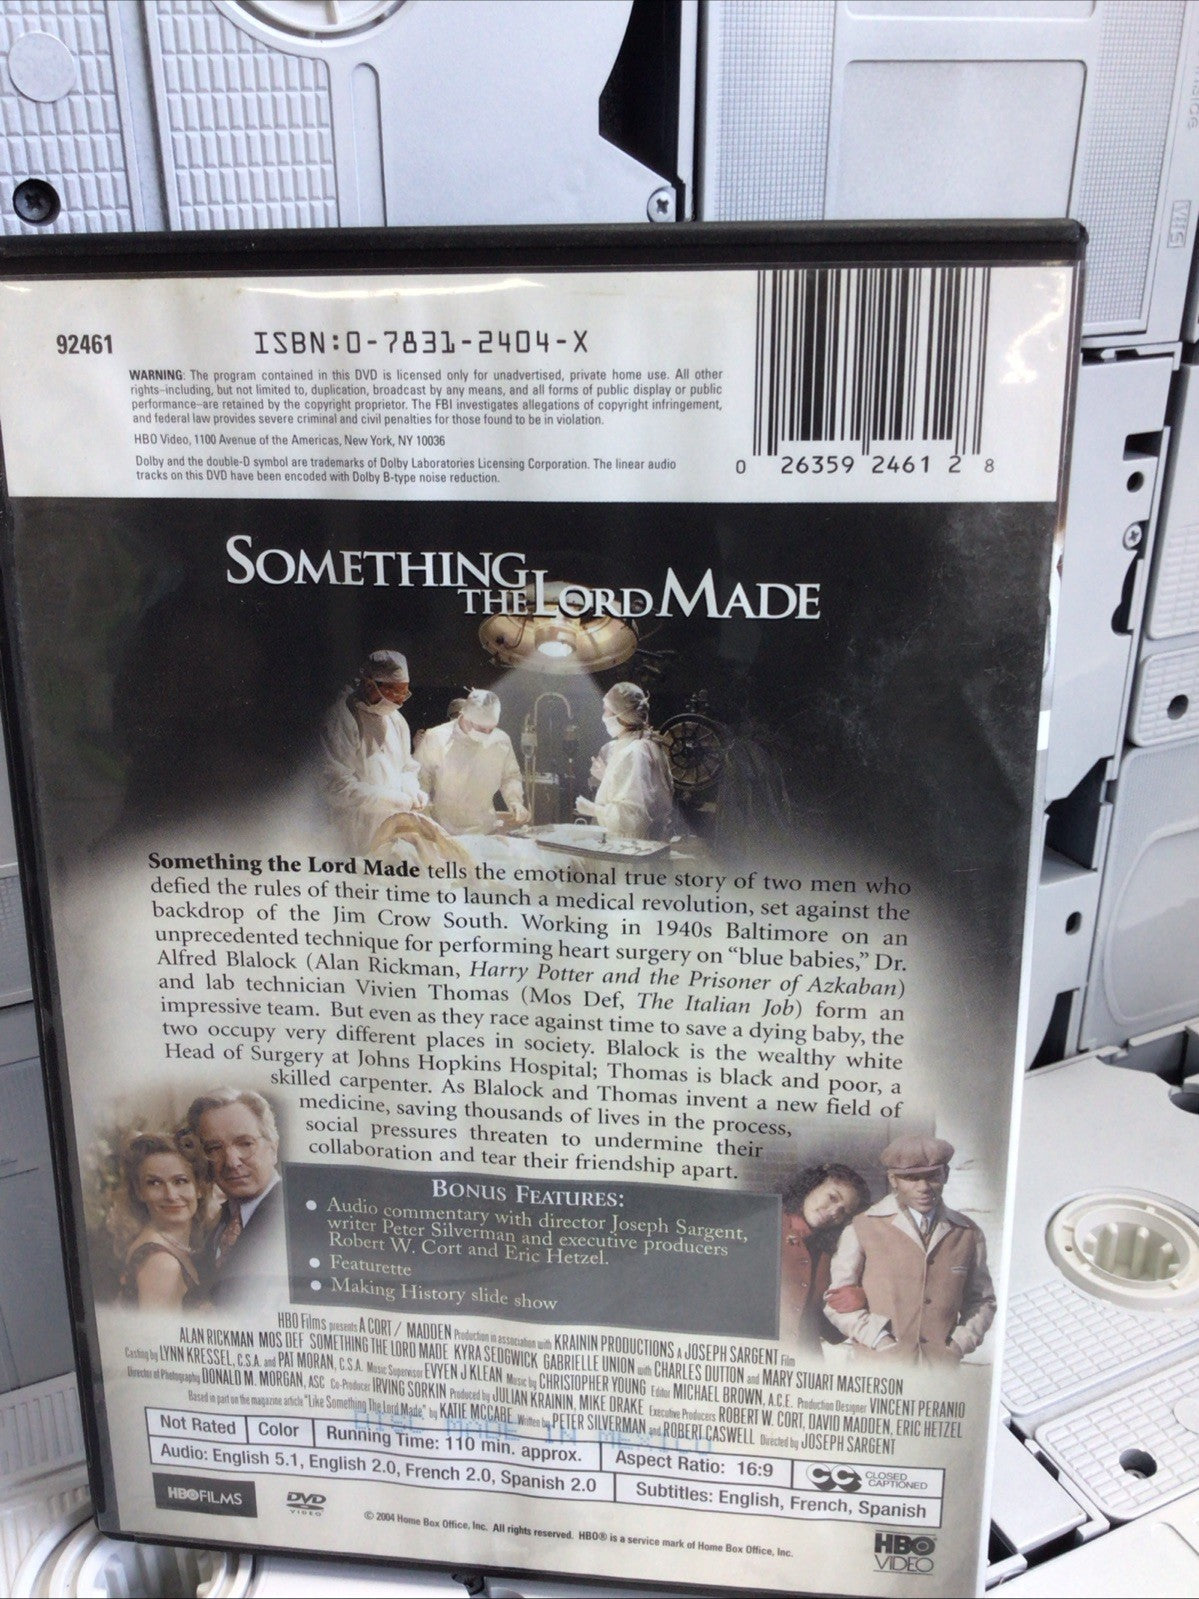 VHS
92461
ISBN:0-7831-2404-X
WARNING: The program contained in this DVD is licensed only for unadvertised, private home use. All other
rights–including, but not limited to, duplication, broadcast by any means, and all forms of public display or public
performance–are retained by the copyright proprietor. The FBI investigates allegations of copyright infringement,
and federal law provides severe criminal and civil penalties for those found to be in violation.
HBO Video, 1100 Avenue of the Americas, New York, NY 10036
Dolby and the double-D symbol are trademarks of Dolby Laboratories Licensing Corporation. The linear audio
tracks on this DVD have been encoded with Dolby B-type noise reduction.
0 26359 2461 2 8
SOMETHING
THE LORD MADE
Something the Lord Made tells the emotional true story of two men who
defied the rules of their time to launch a medical revolution, set against the
backdrop of the Jim Crow South. Working in 1940s Baltimore on an
unprecedented technique for performing heart surgery on “blue babies,” Dr.
Alfred Blalock (Alan Rickman, Harry Potter and the Prisoner of Azkaban)
and lab technician Vivien Thomas (Mos Def, The Italian Job) form an
impressive team. But even as they race against time to save a dying baby, the
two occupy very different places in society. Blalock is the wealthy white
Head of Surgery at Johns Hopkins Hospital; Thomas is black and poor, a
skilled carpenter. As Blalock and Thomas invent a new field of
medicine, saving thousands of lives in the process,
social pressures threaten to undermine their
collaboration and tear their friendship apart.
BONUS FEATURES:
• Audio commentary with director Joseph Sargent,
writer Peter Silverman and executive producers
Robert W. Cort and Eric Hetzel.
• Featurette
• Making History slide show
HBO Films presents A CORT / MADDEN Production in association with KRAININ PRODUCTIONS A JOSEPH SARGENT Film
ALAN RICKMAN MOS DEF SOMETHING THE LORD MADE KYRA SEDGWICK GABRIELLE UNION with CHARLES DUTTON and MARY STUART MASTERSON
Casting by LYNN KRESSEL, C.S.A. and PAT MORAN, C.S.A. Music Supervisor EVYEN J KLEAN Music by CHRISTOPHER YOUNG Editor MICHAEL BROWN, A.C.E. Production Designer VINCENT PERANIO
Director of Photography DONALD M. MORGAN, ASC Co-Producer IRVING SORKIN Produced by JULIAN KRAININ, MIKE DRAKE Executive Producers ROBERT W. CORT, DAVID MADDEN, ERIC HETZEL
Based in part on the magazine article "Like Something The Lord Made" by KATIE MCCABE Written by PETER SILVERMAN and ROBERT CASWELL Directed by JOSEPH SARGENT
DISC MADE IN MEXICO
Not Rated Color Running Time: 110 min. approx. Aspect Ratio: 16:9 CC CLOSED CAPTIONED
Audio: English 5.1, English 2.0, French 2.0, Spanish 2.0 Subtitles: English, French, Spanish
HBO FILMS DVD VIDEO
© 2004 Home Box Office, Inc. All rights reserved. HBO® is a service mark of Home Box Office, Inc.
HBO VIDEO